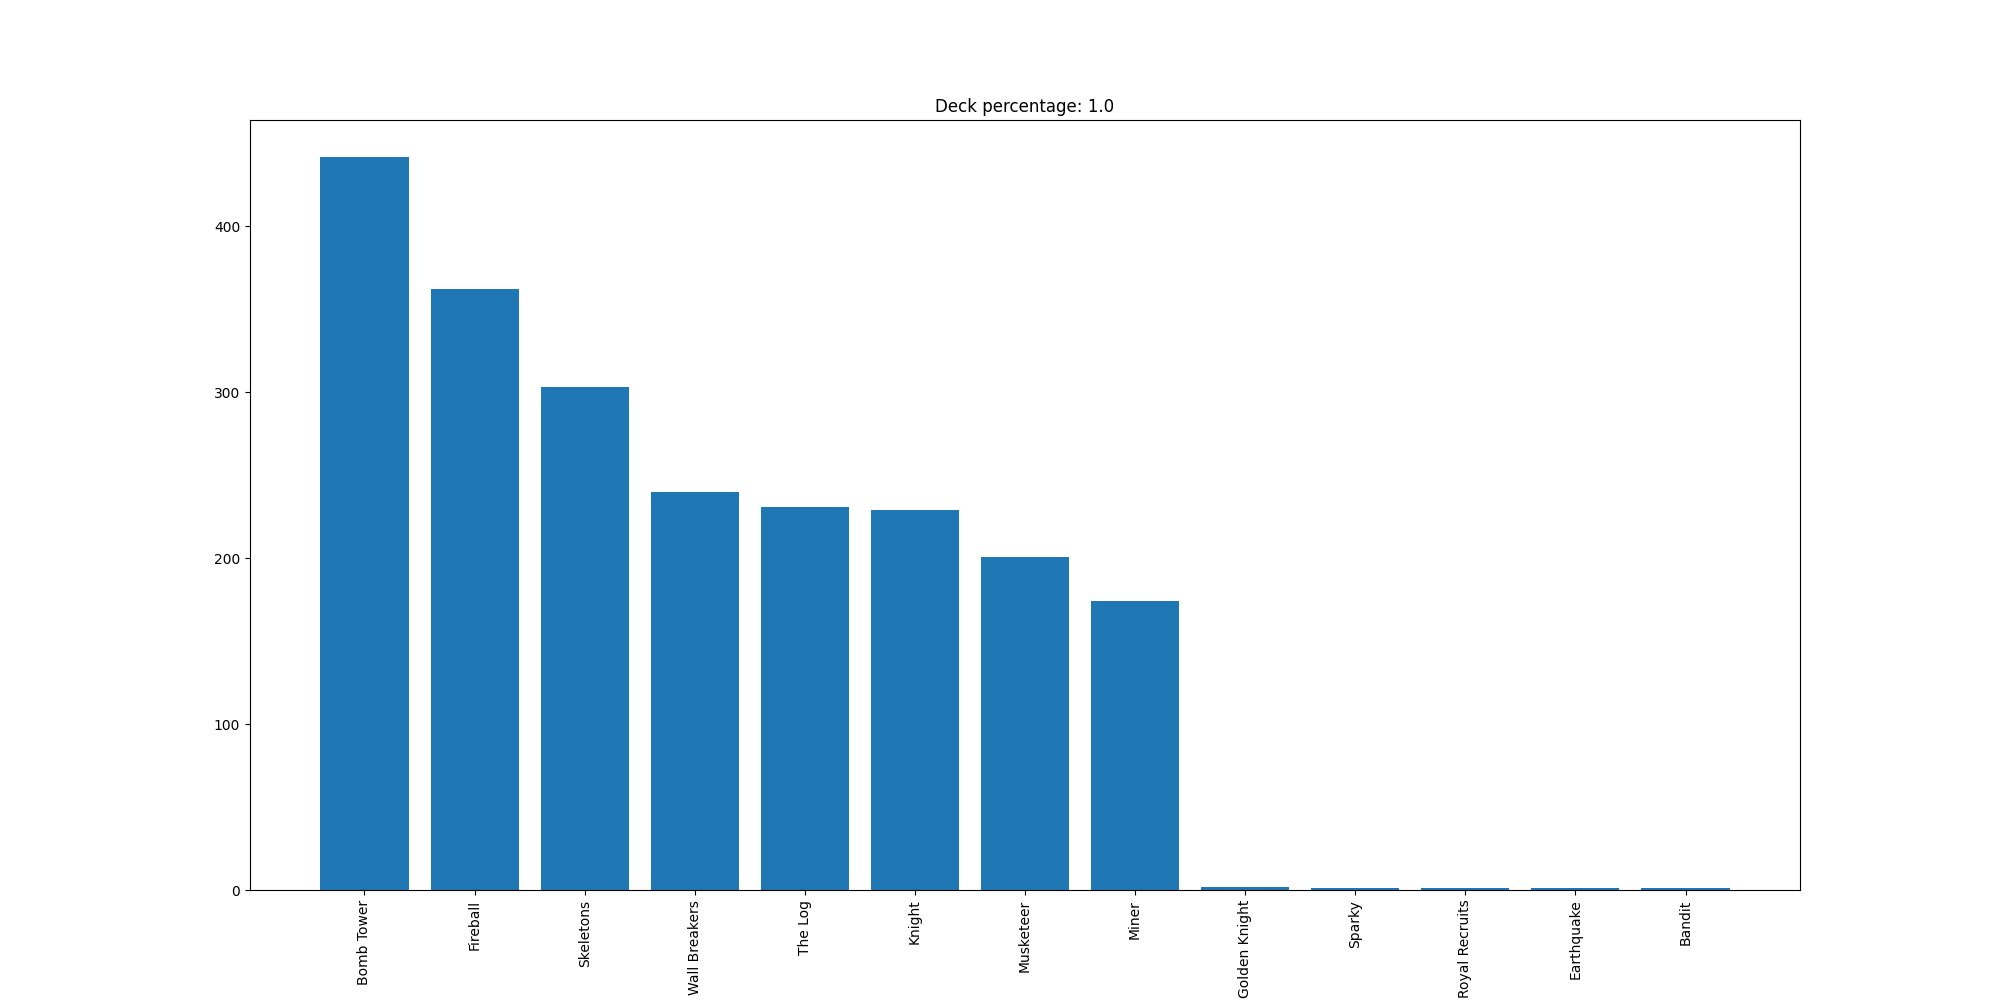 Deck percentage: 1.0
400
300
200
100
0
Bomb Tower
Fireball
Skeletons
Wall Breakers
The Log
Knight
Musketeer
Miner
Golden Knight
Sparky
Royal Recruits
Earthquake
Bandit